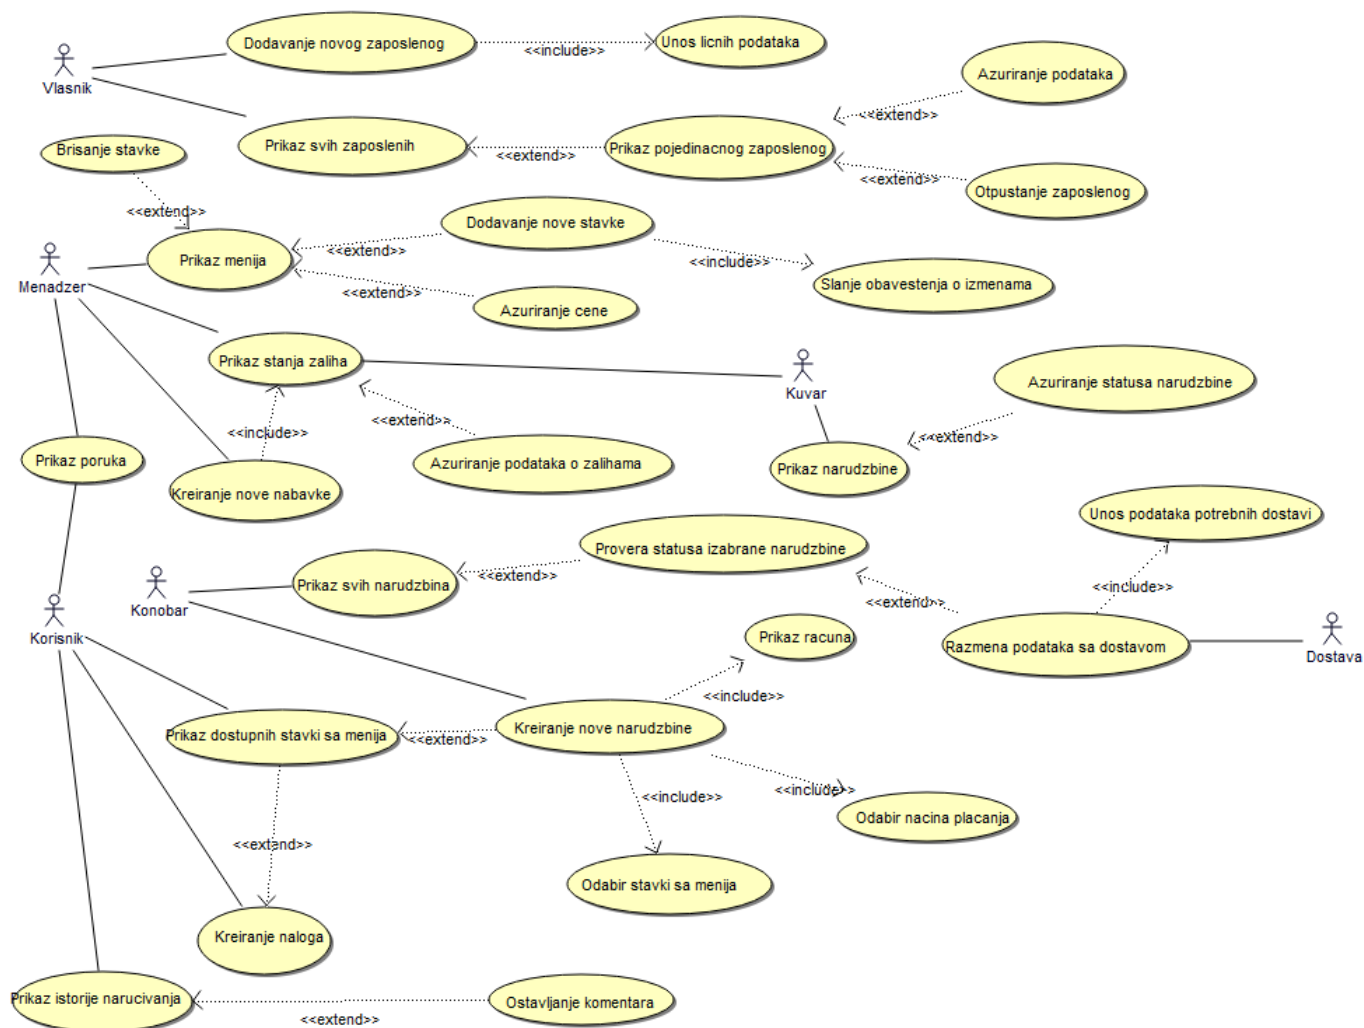 Dodavanje novog zaposlenog
<<include>>
Unos licnih podataka
Vlasnik
Azuriranje podataka
<<extend>>
Brisanje stavke
Prikaz svih zaposlenih
<<extend>>
Prikaz pojedinacnog zaposlenog
<<extend>>
Otpustanje zaposlenog
<<extend>>
Dodavanje nove stavke
<<extend>>
Prikaz menija
<<include>>
Menadzer
Slanje obavestenja o izmenama
<<extend>>
Azuriranje cene
Prikaz stanja zaliha
Kuvar
Azuriranje statusa narudzbine
<<extend>>
<<include>>
<<extend>>
Prikaz poruka
Azuriranje podataka o zalihama
Prikaz narudzbine
Kreiranje nove nabavke
Unos podataka potrebnih dostavi
Provera statusa izabrane narudzbine
<<extend>>
Prikaz svih narudzbina
<<include>>
<<extend>>
Konobar
Korisnik
Prikaz racuna
Razmena podataka sa dostavom
Dostava
<<include>>
Kreiranje nove narudzbine
Prikaz dostupnih stavki sa menija
<<extend>>
<<include>>
<<include>>
Odabir nacina placanja
<<extend>>
Odabir stavki sa menija
Kreiranje naloga
Prikaz istorije narucivanja
Ostavljanje komentara
<<extend>>